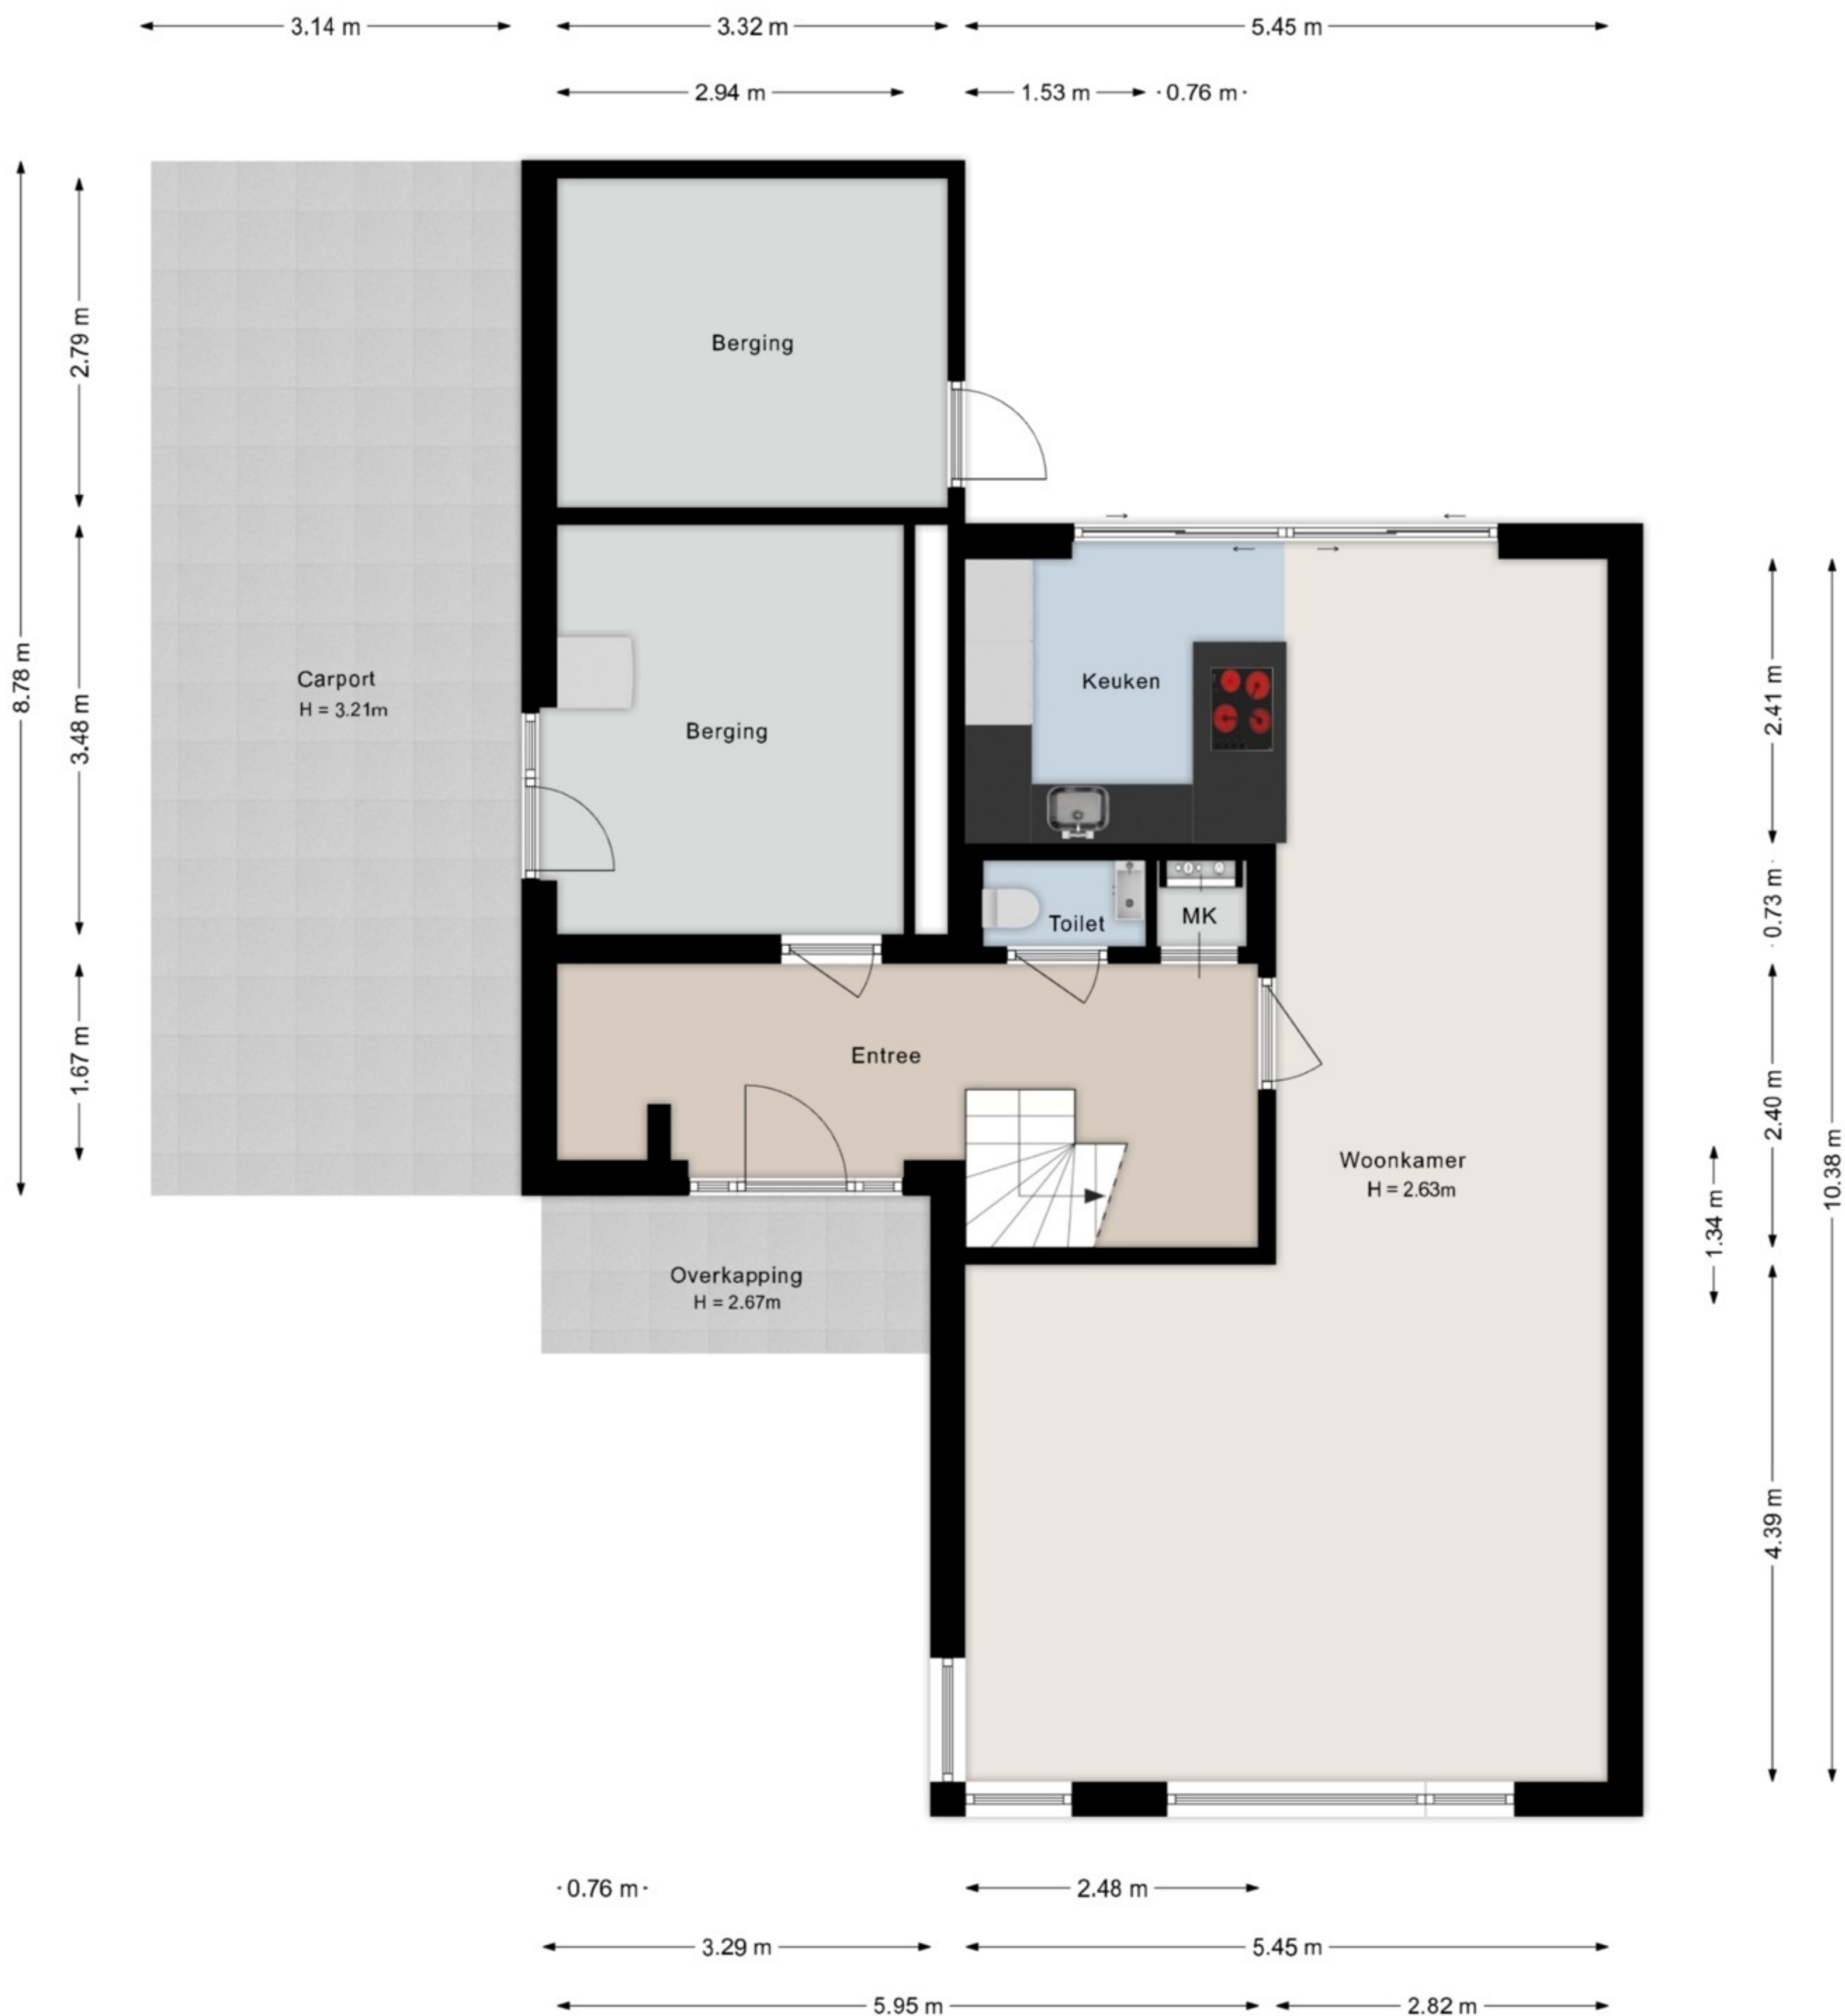 3.14 m
3.32 m
5.45 m
2.94 m
1.53 m
0.76 m
2.79 m
Berging
8.78 m
3.48 m
Carport
H = 3.21m
Berging
Keuken
2.41 m
Toilet
MK
0.73 m
1.67 m
Entree
2.40 m
Woonkamer
H = 2.63m
1.34 m
10.38 m
Overkapping
H = 2.67m
4.39 m
0.76 m
2.48 m
3.29 m
5.45 m
5.95 m
2.82 m